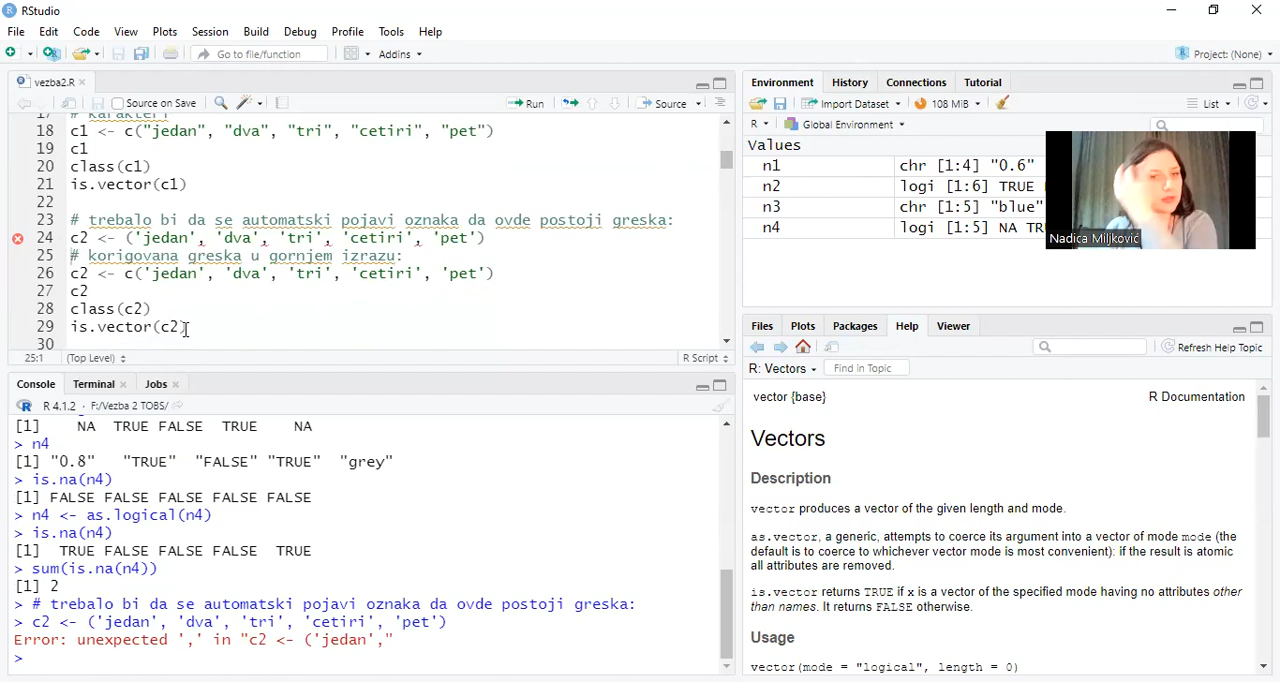 RStudio
File Edit Code View Plots Session Build Debug Profile Tools Help
Go to file/function Addins Project: (None)
vezba2.R
Source on Save Run Source
17 # karakteri
18 c1 <- c("jedan", "dva", "tri", "cetiri", "pet")
19 c1
20 class(c1)
21 is.vector(c1)
22
23 # trebalo bi da se automatski pojavi oznaka da ovde postoji greska:
24 c2 <- ('jedan', 'dva', 'tri', 'cetiri', 'pet')
25 # korigovana greska u gornjem izrazu:
26 c2 <- c('jedan', 'dva', 'tri', 'cetiri', 'pet')
27 c2
28 class(c2)
29 is.vector(c2)
30
25:1 (Top Level) R Script
Console Terminal Jobs
R 4.1.2 · F:/Vezba 2 TOBS/
[1] NA TRUE FALSE TRUE NA
> n4
[1] "0.8" "TRUE" "FALSE" "TRUE" "grey"
> is.na(n4)
[1] FALSE FALSE FALSE FALSE FALSE
> n4 <- as.logical(n4)
> is.na(n4)
[1] TRUE FALSE FALSE FALSE TRUE
> sum(is.na(n4))
[1] 2
> # trebalo bi da se automatski pojavi oznaka da ovde postoji greska:
> c2 <- ('jedan', 'dva', 'tri', 'cetiri', 'pet')
Error: unexpected ',' in "c2 <- ('jedan',"
>
Environment History Connections Tutorial
Import Dataset 108 MiB List
R Global Environment
Values
n1 chr [1:4] "0.6"
n2 logi [1:6] TRUE
n3 chr [1:5] "blue"
n4 logi [1:5] NA
Nadica Miljković
Files Plots Packages Help Viewer
Refresh Help Topic
R: Vectors Find in Topic
vector {base} R Documentation
Vectors
Description
vector produces a vector of the given length and mode.
as.vector, a generic, attempts to coerce its argument into a vector of mode mode (the
default is to coerce to whichever vector mode is most convenient): if the result is atomic
all attributes are removed.
is.vector returns TRUE if x is a vector of the specified mode having no attributes other
than names. It returns FALSE otherwise.
Usage
vector(mode = "logical", length = 0)